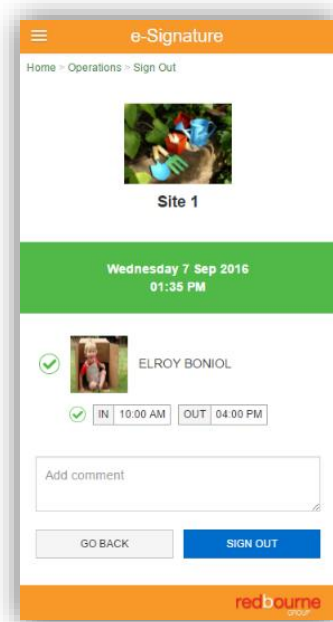 e-Signature
Home > Operations > Sign Out
Site 1
Wednesday 7 Sep 2016
01:35 PM
ELROY BONIOL
IN 10:00 AM OUT 04:00 PM
Add comment
GO BACK SIGN OUT
redbourne
GROUP